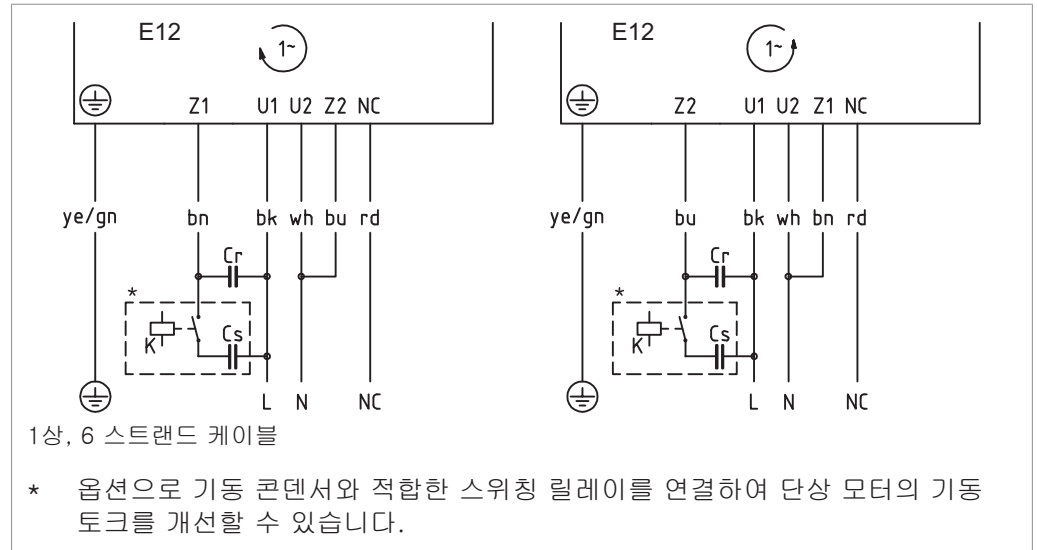 E12
1~
Z1 U1 U2 Z2 NC
ye/gn bn bk wh bu rd
Cr
*
K
Cs
L N NC
E12
1~
Z2 U1 U2 Z1 NC
ye/gn bu bk wh bn rd
Cr
*
K
Cs
L N NC
1상, 6 스트랜드 케이블
* 옵션으로 기동 콘덴서와 적합한 스위칭 릴레이를 연결하여 단상 모터의 기동
토크를 개선할 수 있습니다.